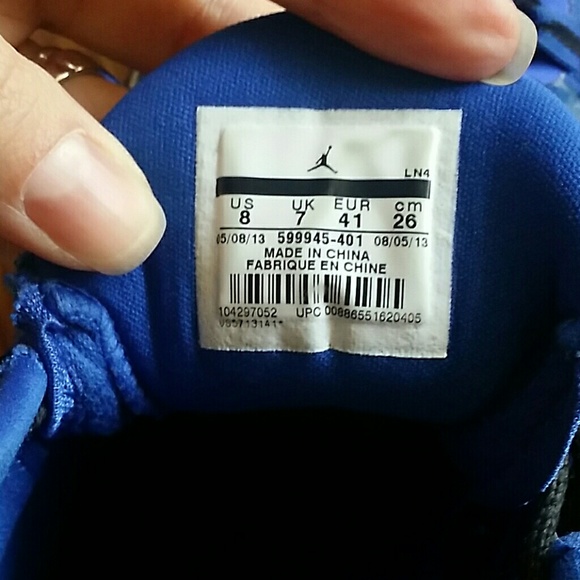 LN4
US UK EUR cm
8 7 41 26
05/08/13 599945-401 08/05/13
MADE IN CHINA
FABRIQUE EN CHINE
104297052 UPC 00886551620405